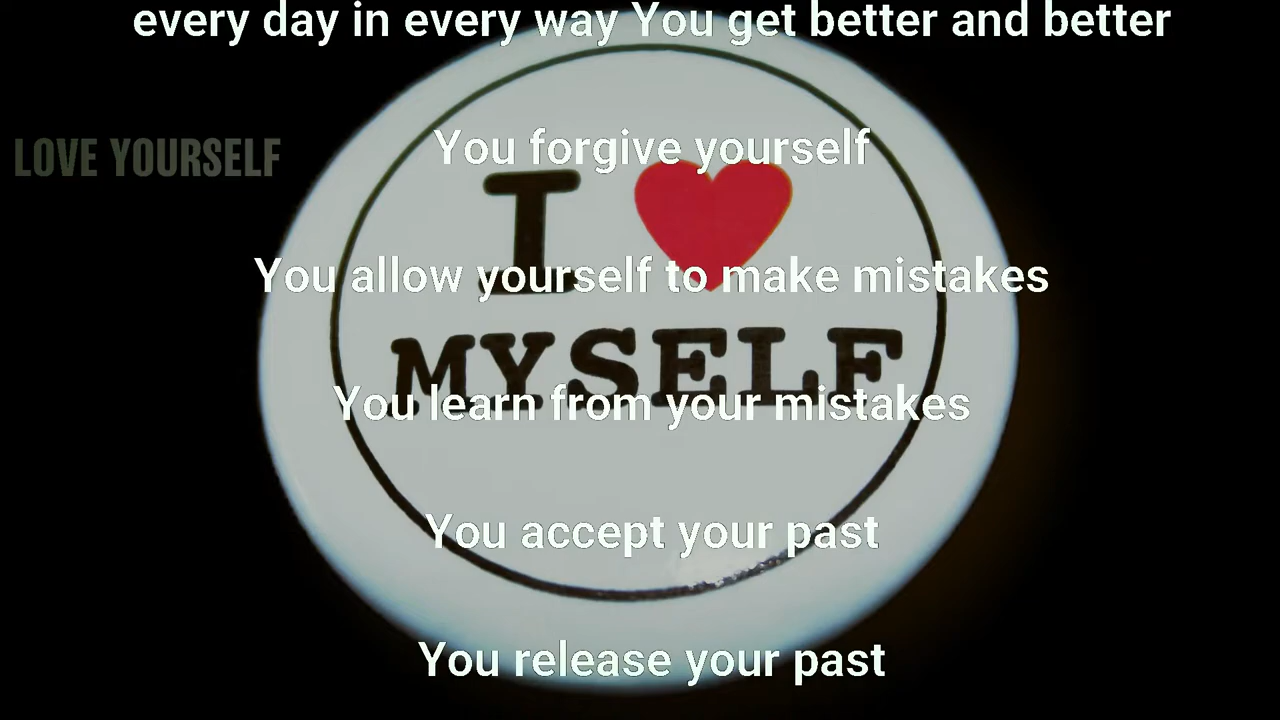 every day in every way You get better and better
LOVE YOURSELF
You forgive yourself
I
You allow yourself to make mistakes
MYSELF
You learn from your mistakes
You accept your past
You release your past